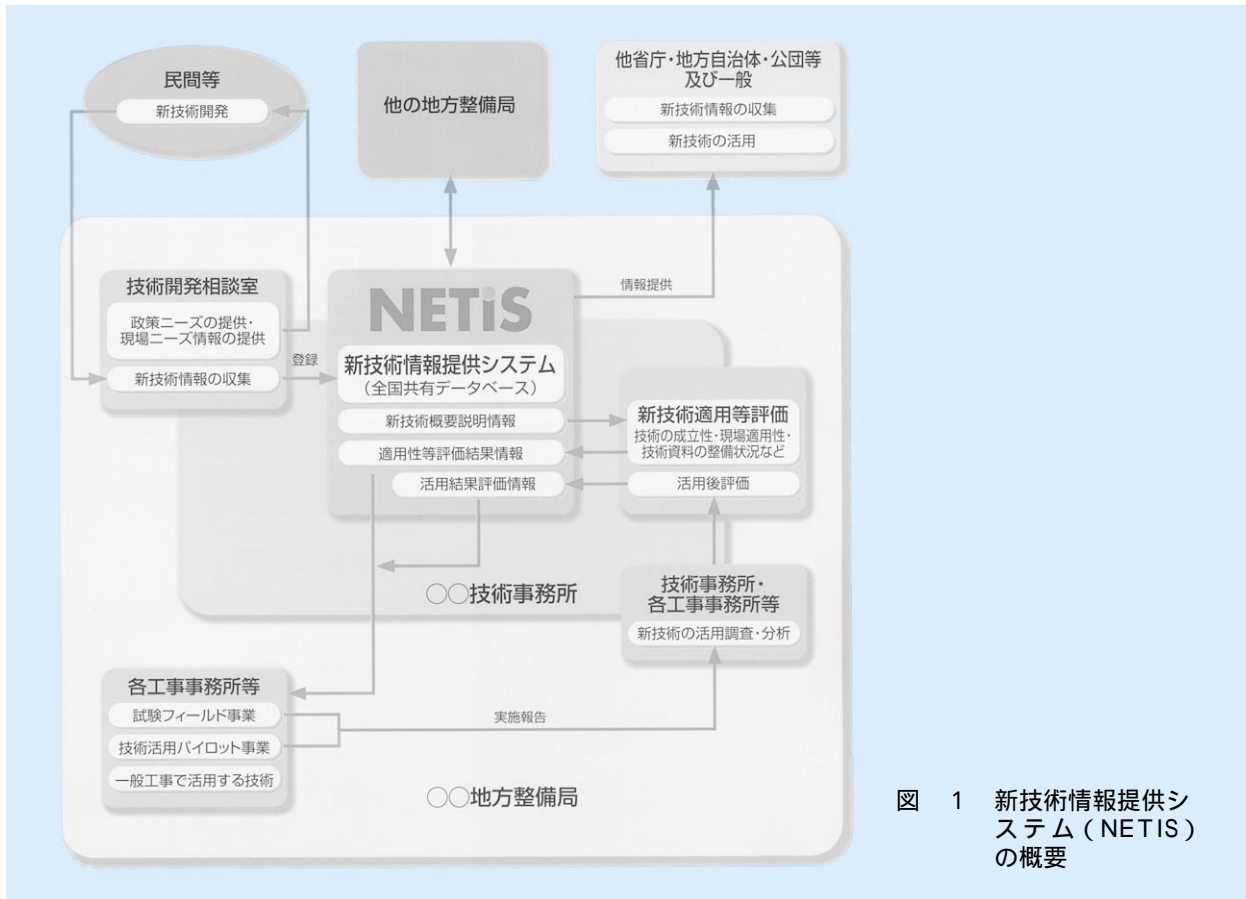 民間等
新技術開発
他の地方整備局
他省庁・地方自治体・公団等
及び一般
新技術情報の収集
新技術の活用
技術開発相談室
政策ニーズの提供・
現場ニーズ情報の提供
新技術情報の収集
登録
NETiS
新技術情報提供システム
(全国共有データベース)
新技術概要説明情報
適用性等評価結果情報
活用結果評価情報
情報提供
新技術適用等評価
技術の成立性・現場適用性・
技術資料の整備状況など
活用後評価
〇〇技術事務所
技術事務所・
各工事事務所等
新技術の活用調査・分析
各工事事務所等
試験フィールド事業
技術活用パイロット事業
一般工事で活用する技術
実施報告
〇〇地方整備局
図 1 新技術情報提供シ
ステム(NETIS)
の概要